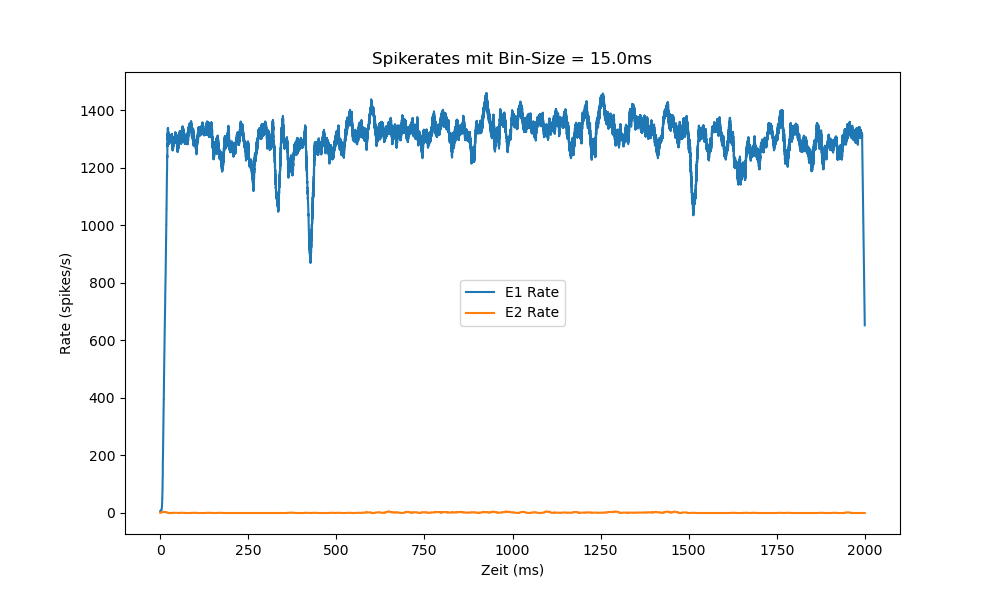 Spikerates mit Bin-Size = 15.0ms
1400
1200
1000
800
600
400
200
0
Rate (spikes/s)
E1 Rate
E2 Rate
0 250 500 750 1000 1250 1500 1750 2000
Zeit (ms)